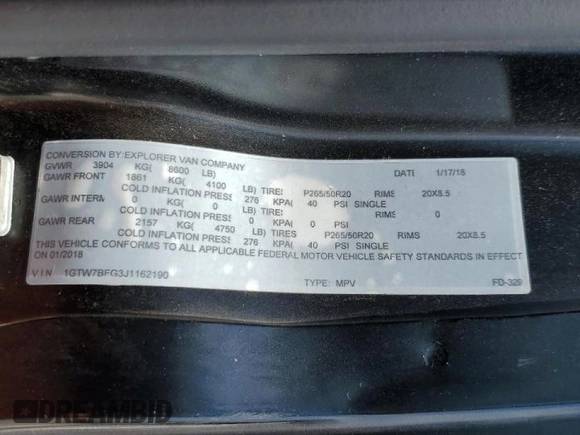 CONVERSION BY: EXPLORER VAN COMPANY
GVWR 3904 KG( 8600 LB) DATE 1/17/18
GAWR FRONT 1861 KG( 4100 LB) TIRES P265/50R20 RIMS 20X8.5
COLD INFLATION PRESS 276 KPA( 40 PSI SINGLE
GAWR INTERM 0 KG( 0 LB) TIRES 0 RIMS 0
COLD INFLATION PRESS 0 KPA( 0 PSI
GAWR REAR 2157 KG( 4750 LB) TIRES P265/50R20 RIMS 20X8.5
COLD INFLATION PRESS 276 KPA( 40 PSI SINGLE
THIS VEHICLE CONFORMS TO ALL APPLICABLE FEDERAL MOTOR VEHICLE SAFETY STANDARDS IN EFFECT
ON 01/2018
V I N 1GTW7BFG3J1162190 TYPE: MPV FD-329
DREAMBID